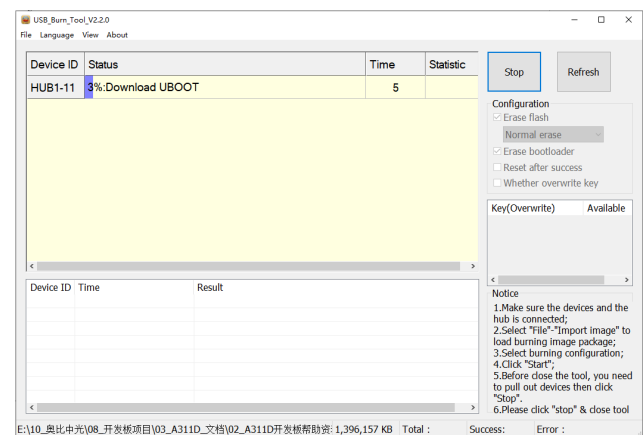 USB_Burn_Tool_V2.2.0
File Language View About
Device ID Status Time Statistic
HUB1-11 3%:Download UBOOT 5
Stop Refresh
Configuration
Erase flash
Normal erase
Erase bootloader
Reset after success
Whether overwrite key
Key(Overwrite) Available
Device ID Time Result
Notice
1.Make sure the devices and the
hub is connected;
2.Select "File"-"Import image" to
load burning image package;
3.Select burning configuration;
4.Click "Start";
5.Before close the tool, you need
to pull out devices then click
"Stop".
6.Please click "stop" & close tool
E:\10_奥比中光\08_开发板项目\03_A311D_文档\02_A311D开发板帮助资: 1,396,157 KB Total : Success: Error :